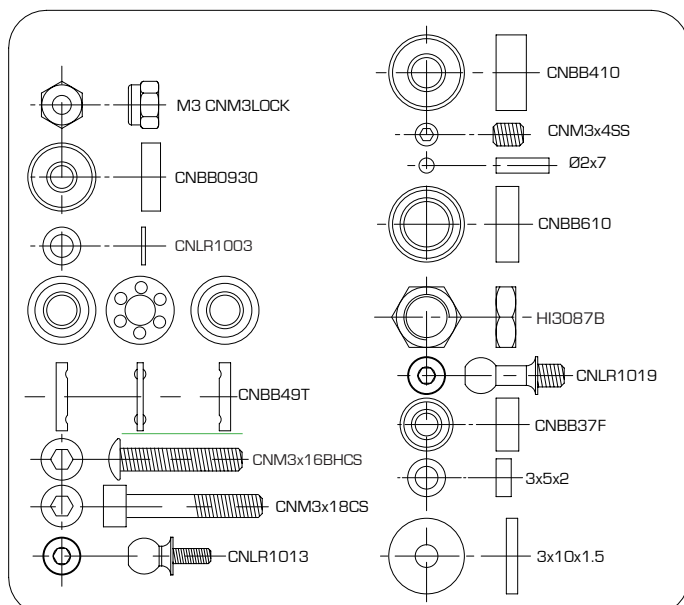 M3 CNM3LOCK
CNBB0930
CNLR1003
CNBB49T
CNM3x16BHCS
CNM3x18CS
CNLR1013
CNBB410
CNM3x4SS
Ø2x7
CNBB610
HI3087B
CNLR1019
CNBB37F
3x5x2
3x10x1.5